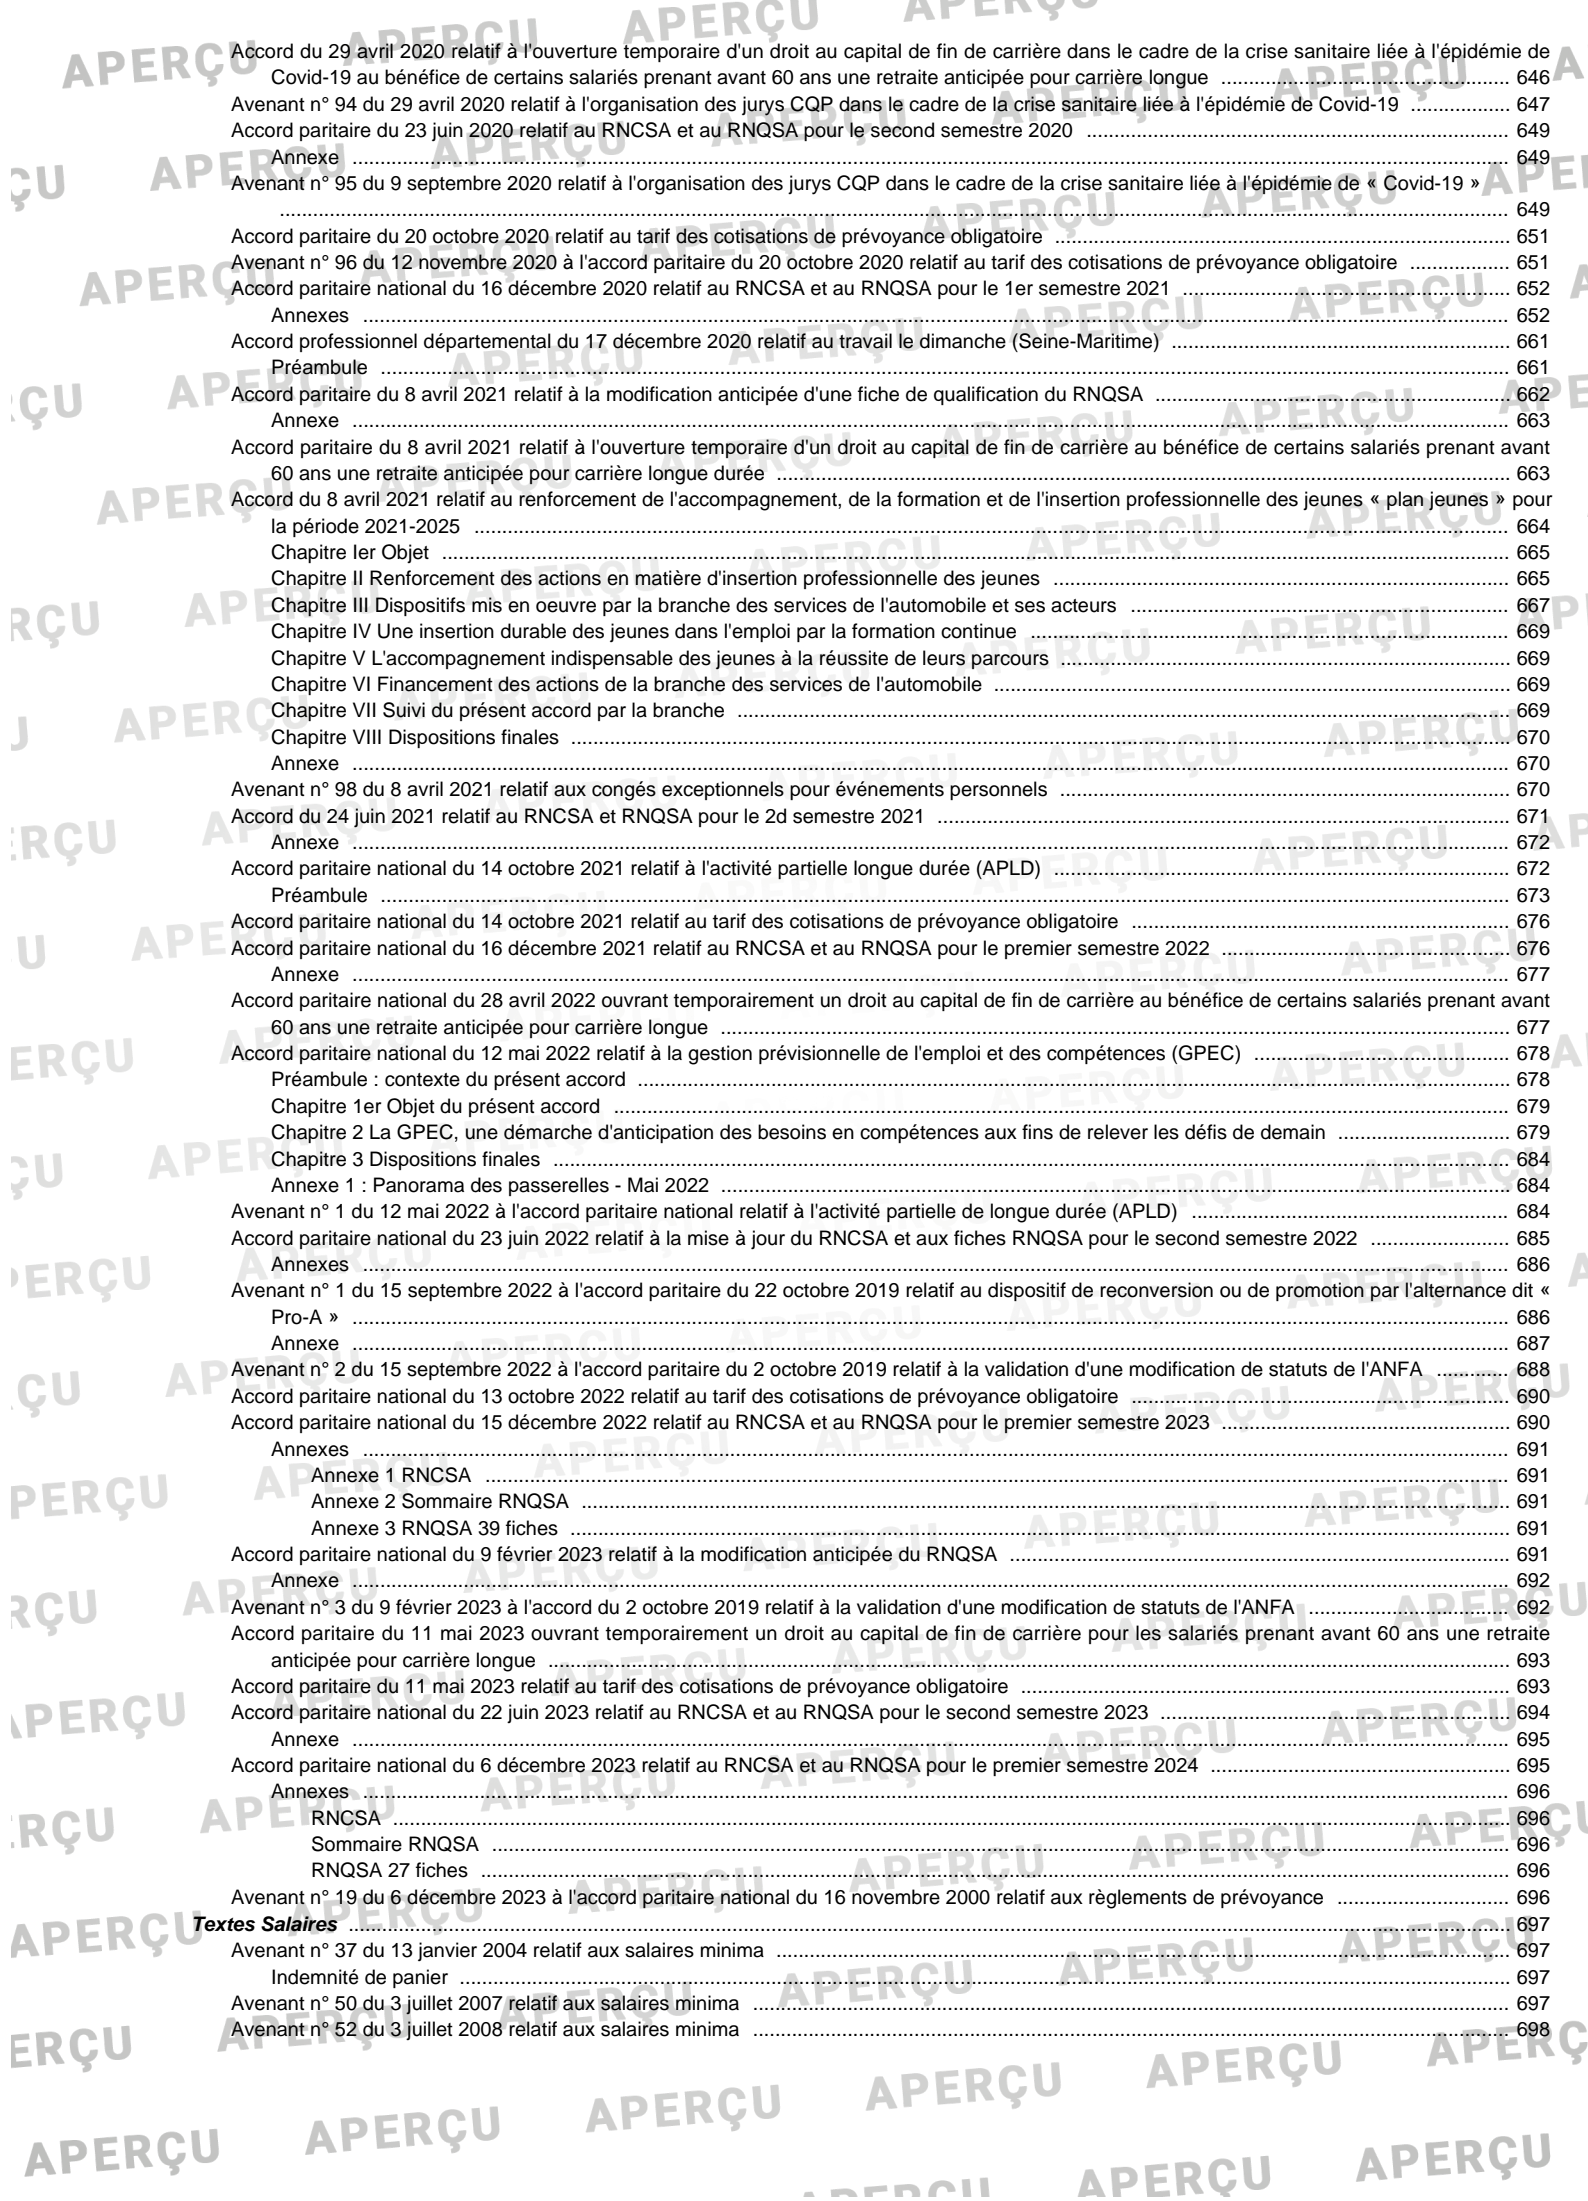 Accord du 29 avril 2020 relatif à l'ouverture temporaire d'un droit au capital de fin de carrière dans le cadre de la crise sanitaire liée à l'épidémie de
Covid-19 au bénéfice de certains salariés prenant avant 60 ans une retraite anticipée pour carrière longue ... 646
Avenant n° 94 du 29 avril 2020 relatif à l'organisation des jurys CQP dans le cadre de la crise sanitaire liée à l'épidémie de Covid-19 ... 647
Accord paritaire du 23 juin 2020 relatif au RNCSA et au RNQSA pour le second semestre 2020 ... 649
Annexe ... 649
Avenant n° 95 du 9 septembre 2020 relatif à l'organisation des jurys CQP dans le cadre de la crise sanitaire liée à l'épidémie de « Covid-19 »
... 649
Accord paritaire du 20 octobre 2020 relatif au tarif des cotisations de prévoyance obligatoire ... 651
Avenant n° 96 du 12 novembre 2020 à l'accord paritaire du 20 octobre 2020 relatif au tarif des cotisations de prévoyance obligatoire ... 651
Accord paritaire national du 16 décembre 2020 relatif au RNCSA et au RNQSA pour le 1er semestre 2021 ... 652
Annexes ... 652
Accord professionnel départemental du 17 décembre 2020 relatif au travail le dimanche (Seine-Maritime) ... 661
Préambule ... 661
Accord paritaire du 8 avril 2021 relatif à la modification anticipée d'une fiche de qualification du RNQSA ... 662
Annexe ... 663
Accord paritaire du 8 avril 2021 relatif à l'ouverture temporaire d'un droit au capital de fin de carrière au bénéfice de certains salariés prenant avant
60 ans une retraite anticipée pour carrière longue durée ... 663
Accord du 8 avril 2021 relatif au renforcement de l'accompagnement, de la formation et de l'insertion professionnelle des jeunes « plan jeunes » pour
la période 2021-2025 ... 664
Chapitre Ier Objet ... 665
Chapitre II Renforcement des actions en matière d'insertion professionnelle des jeunes ... 665
Chapitre III Dispositifs mis en oeuvre par la branche des services de l'automobile et ses acteurs ... 667
Chapitre IV Une insertion durable des jeunes dans l'emploi par la formation continue ... 669
Chapitre V L'accompagnement indispensable des jeunes à la réussite de leurs parcours ... 669
Chapitre VI Financement des actions de la branche des services de l'automobile ... 669
Chapitre VII Suivi du présent accord par la branche ... 669
Chapitre VIII Dispositions finales ... 670
Annexe ... 670
Avenant n° 98 du 8 avril 2021 relatif aux congés exceptionnels pour événements personnels ... 670
Accord du 24 juin 2021 relatif au RNCSA et RNQSA pour le 2d semestre 2021 ... 671
Annexe ... 672
Accord paritaire national du 14 octobre 2021 relatif à l'activité partielle longue durée (APLD) ... 672
Préambule ... 673
Accord paritaire national du 14 octobre 2021 relatif au tarif des cotisations de prévoyance obligatoire ... 676
Accord paritaire national du 16 décembre 2021 relatif au RNCSA et au RNQSA pour le premier semestre 2022 ... 676
Annexe ... 677
Accord paritaire national du 28 avril 2022 ouvrant temporairement un droit au capital de fin de carrière au bénéfice de certains salariés prenant avant
60 ans une retraite anticipée pour carrière longue ... 677
Accord paritaire national du 12 mai 2022 relatif à la gestion prévisionnelle de l'emploi et des compétences (GPEC) ... 678
Préambule : contexte du présent accord ... 678
Chapitre 1er Objet du présent accord ... 679
Chapitre 2 La GPEC, une démarche d'anticipation des besoins en compétences aux fins de relever les défis de demain ... 679
Chapitre 3 Dispositions finales ... 684
Annexe 1 : Panorama des passerelles - Mai 2022 ... 684
Avenant n° 1 du 12 mai 2022 à l'accord paritaire national relatif à l'activité partielle de longue durée (APLD) ... 684
Accord paritaire national du 23 juin 2022 relatif à la mise à jour du RNCSA et aux fiches RNQSA pour le second semestre 2022 ... 685
Annexes ... 686
Avenant n° 1 du 15 septembre 2022 à l'accord paritaire du 22 octobre 2019 relatif au dispositif de reconversion ou de promotion par l'alternance dit «
Pro-A » ... 686
Annexe ... 687
Avenant n° 2 du 15 septembre 2022 à l'accord paritaire du 2 octobre 2019 relatif à la validation d'une modification de statuts de l'ANFA ... 688
Accord paritaire national du 13 octobre 2022 relatif au tarif des cotisations de prévoyance obligatoire ... 690
Accord paritaire national du 15 décembre 2022 relatif au RNCSA et au RNQSA pour le premier semestre 2023 ... 690
Annexes ... 691
Annexe 1 RNCSA ... 691
Annexe 2 Sommaire RNQSA ... 691
Annexe 3 RNQSA 39 fiches ... 691
Accord paritaire national du 9 février 2023 relatif à la modification anticipée du RNQSA ... 691
Annexe ... 692
Avenant n° 3 du 9 février 2023 à l'accord du 2 octobre 2019 relatif à la validation d'une modification de statuts de l'ANFA ... 692
Accord paritaire du 11 mai 2023 ouvrant temporairement un droit au capital de fin de carrière pour les salariés prenant avant 60 ans une retraite
anticipée pour carrière longue ... 693
Accord paritaire du 11 mai 2023 relatif au tarif des cotisations de prévoyance obligatoire ... 693
Accord paritaire national du 22 juin 2023 relatif au RNCSA et au RNQSA pour le second semestre 2023 ... 694
Annexe ... 695
Accord paritaire national du 6 décembre 2023 relatif au RNCSA et au RNQSA pour le premier semestre 2024 ... 695
Annexes ... 696
RNCSA ... 696
Sommaire RNQSA ... 696
RNQSA 27 fiches ... 696
Avenant n° 19 du 6 décembre 2023 à l'accord paritaire national du 16 novembre 2000 relatif aux règlements de prévoyance ... 696
Textes Salaires ... 697
Avenant n° 37 du 13 janvier 2004 relatif aux salaires minima ... 697
Indemnité de panier ... 697
Avenant n° 50 du 3 juillet 2007 relatif aux salaires minima ... 697
Avenant n° 52 du 3 juillet 2008 relatif aux salaires minima ... 698
APERÇU